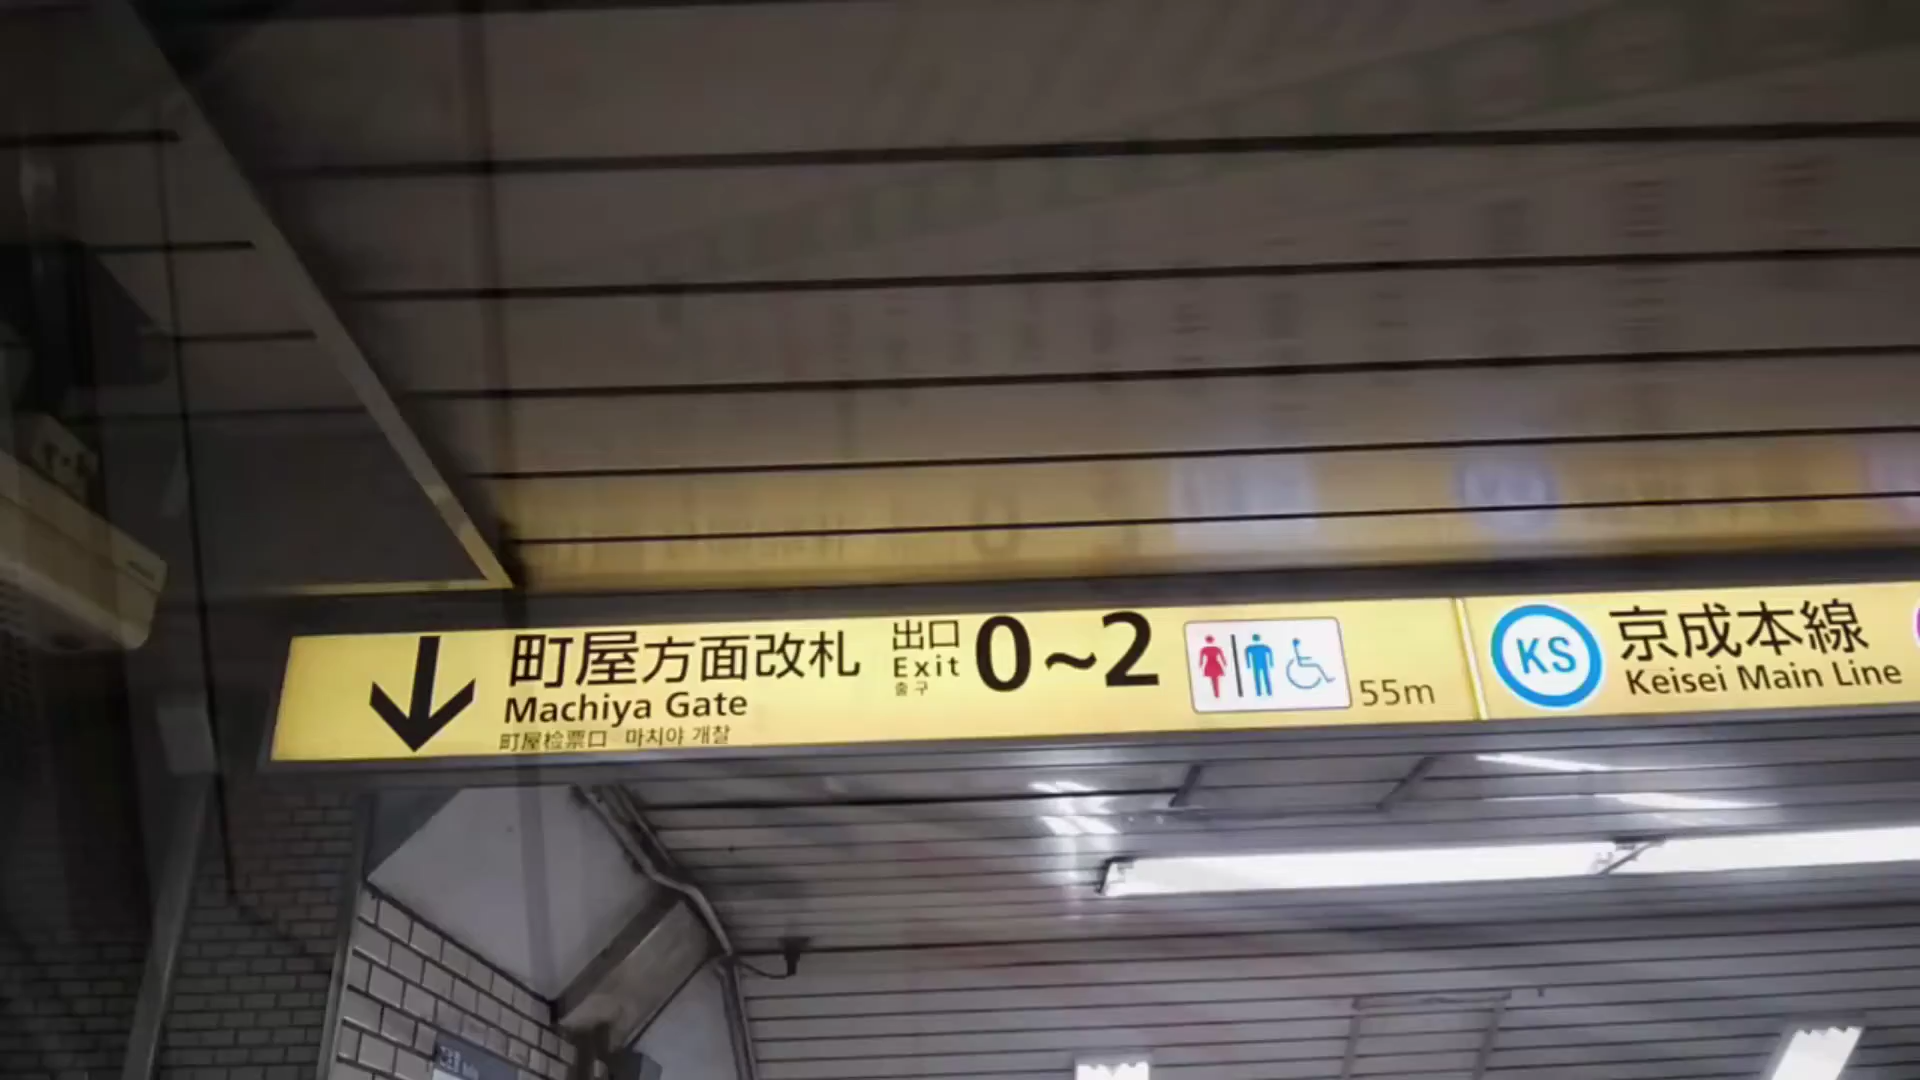 町屋方面改札
Machiya Gate
町屋检票口 마치야 개찰
出口
Exit
출구
0~2
55m
KS
京成本線
Keisei Main Line